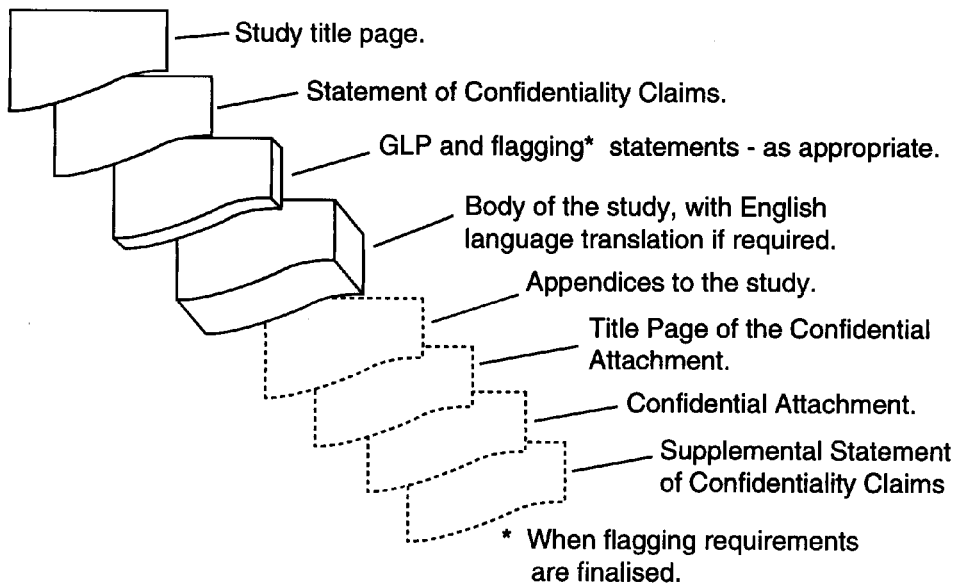 Study title page.
Statement of Confidentiality Claims.
GLP and flagging* statements - as appropriate.
Body of the study, with English
language translation if required.
Appendices to the study.
Title Page of the Confidential
Attachment.
Confidential Attachment.
Supplemental Statement
of Confidentiality Claims
* When flagging requirements
are finalised.